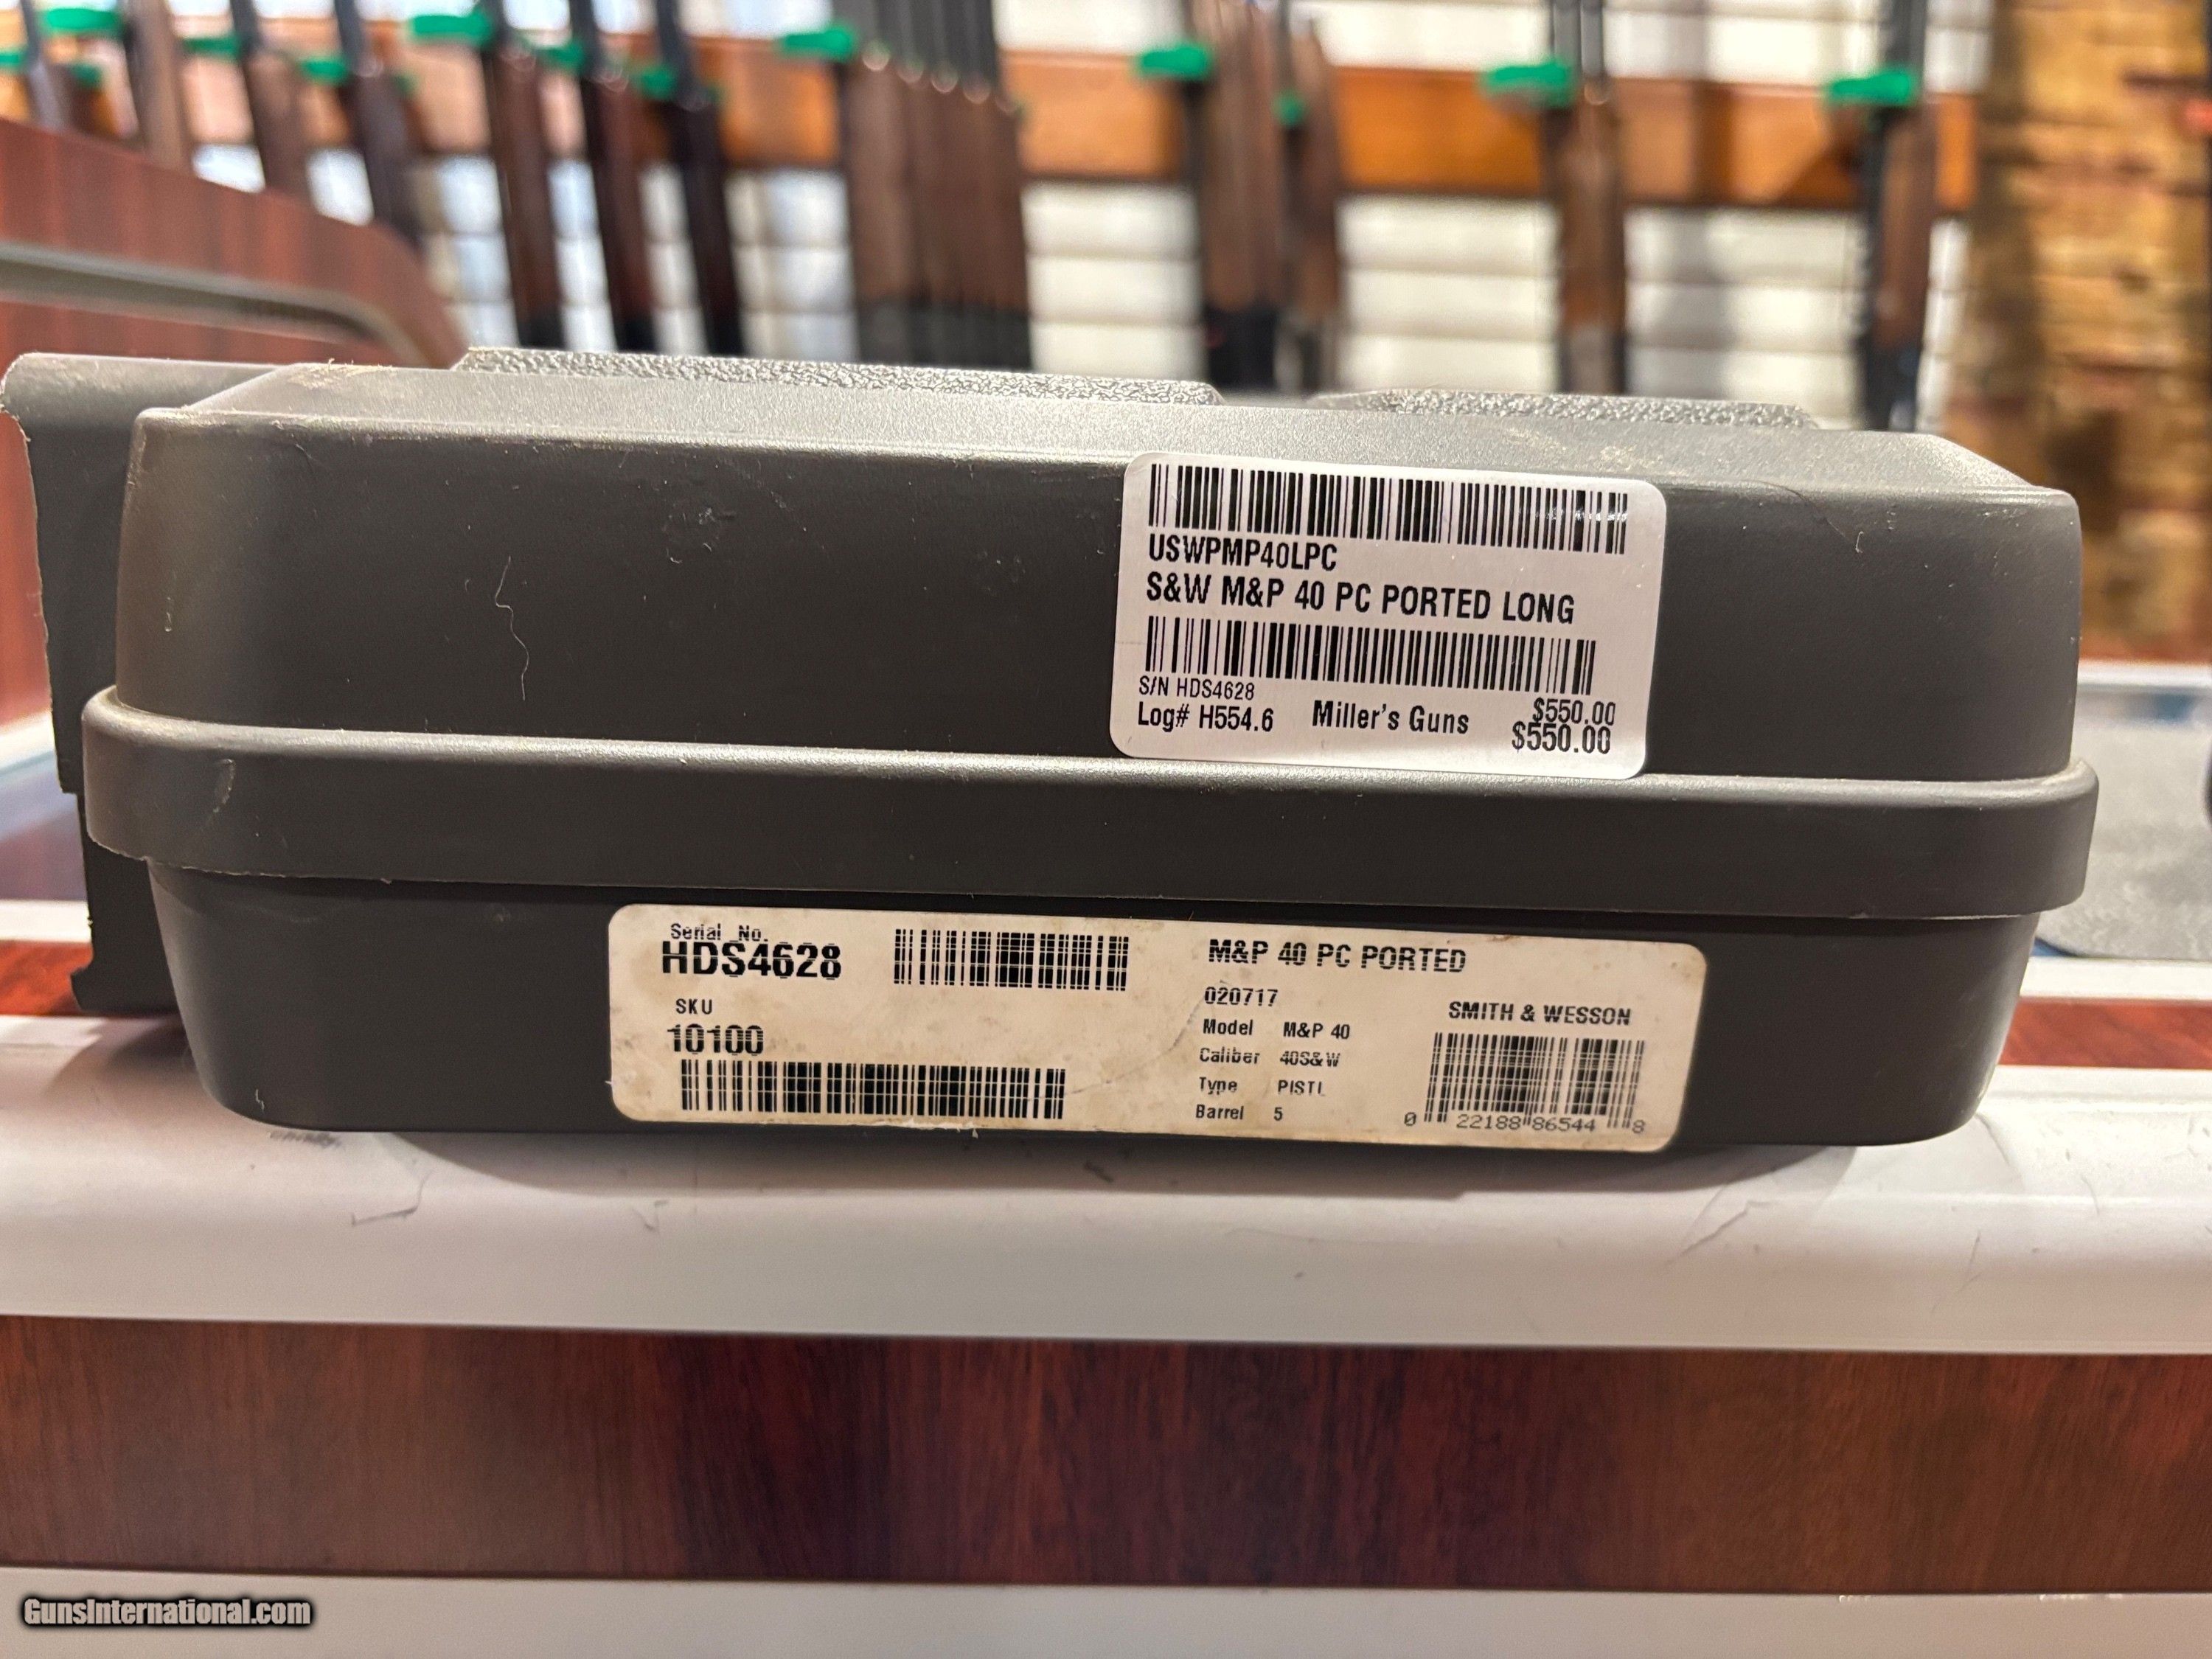 USWPMP40LPC
S&W M&P 40 PC PORTED LONG
S/N HDS4628
$550.00
Log# H554.6 Miller's Guns $550.00
Serial No.
HDS4628
SKU
10100
M&P 40 PC PORTED
020717
Model M&P 40
Caliber 40S&W
Type PISTL
Barrel 5
SMITH & WESSON
0 22188 86544 8
GunsInternational.com